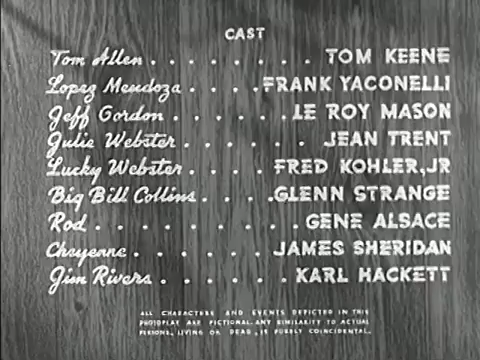 CAST
Tom Allen . . . . . . . . TOM KEENE
Lopez Mendoza . . . . FRANK YACONELLI
Jeff Gordon . . . . . LE ROY MASON
Julie Webster . . . . . . JEAN TRENT
Lucky Webster . . . . FRED KOHLER, JR
Big Bill Collins . . . . GLENN STRANGE
Rod . . . . . . . . . GENE ALSACE
Cheyenne . . . . . JAMES SHERIDAN
Jim Rivers . . . . . . KARL HACKETT
ALL CHARACTERS AND EVENTS DEPICTED IN THIS
PHOTOPLAY ARE FICTIONAL. ANY SIMILARITY TO ACTUAL
PERSONS, LIVING OR DEAD, IS PURELY COINCIDENTAL.